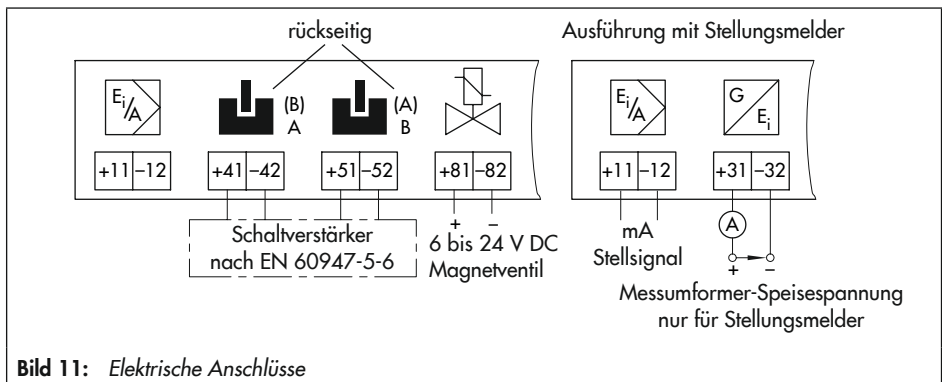 rückseitig
Ausführung mit Stellungsmelder
Ei/A
(B)
A
(A)
B
Ei/A
G
Ei
+11 −12
+41 −42
+51 −52
+81 −82
+11 −12
+31 −32
Schaltverstärker
nach EN 60947-5-6
+ −
6 bis 24 V DC
Magnetventil
mA
Stellsignal
A
+ −
Messumformer-Speisespannung
nur für Stellungsmelder
Bild 11: Elektrische Anschlüsse